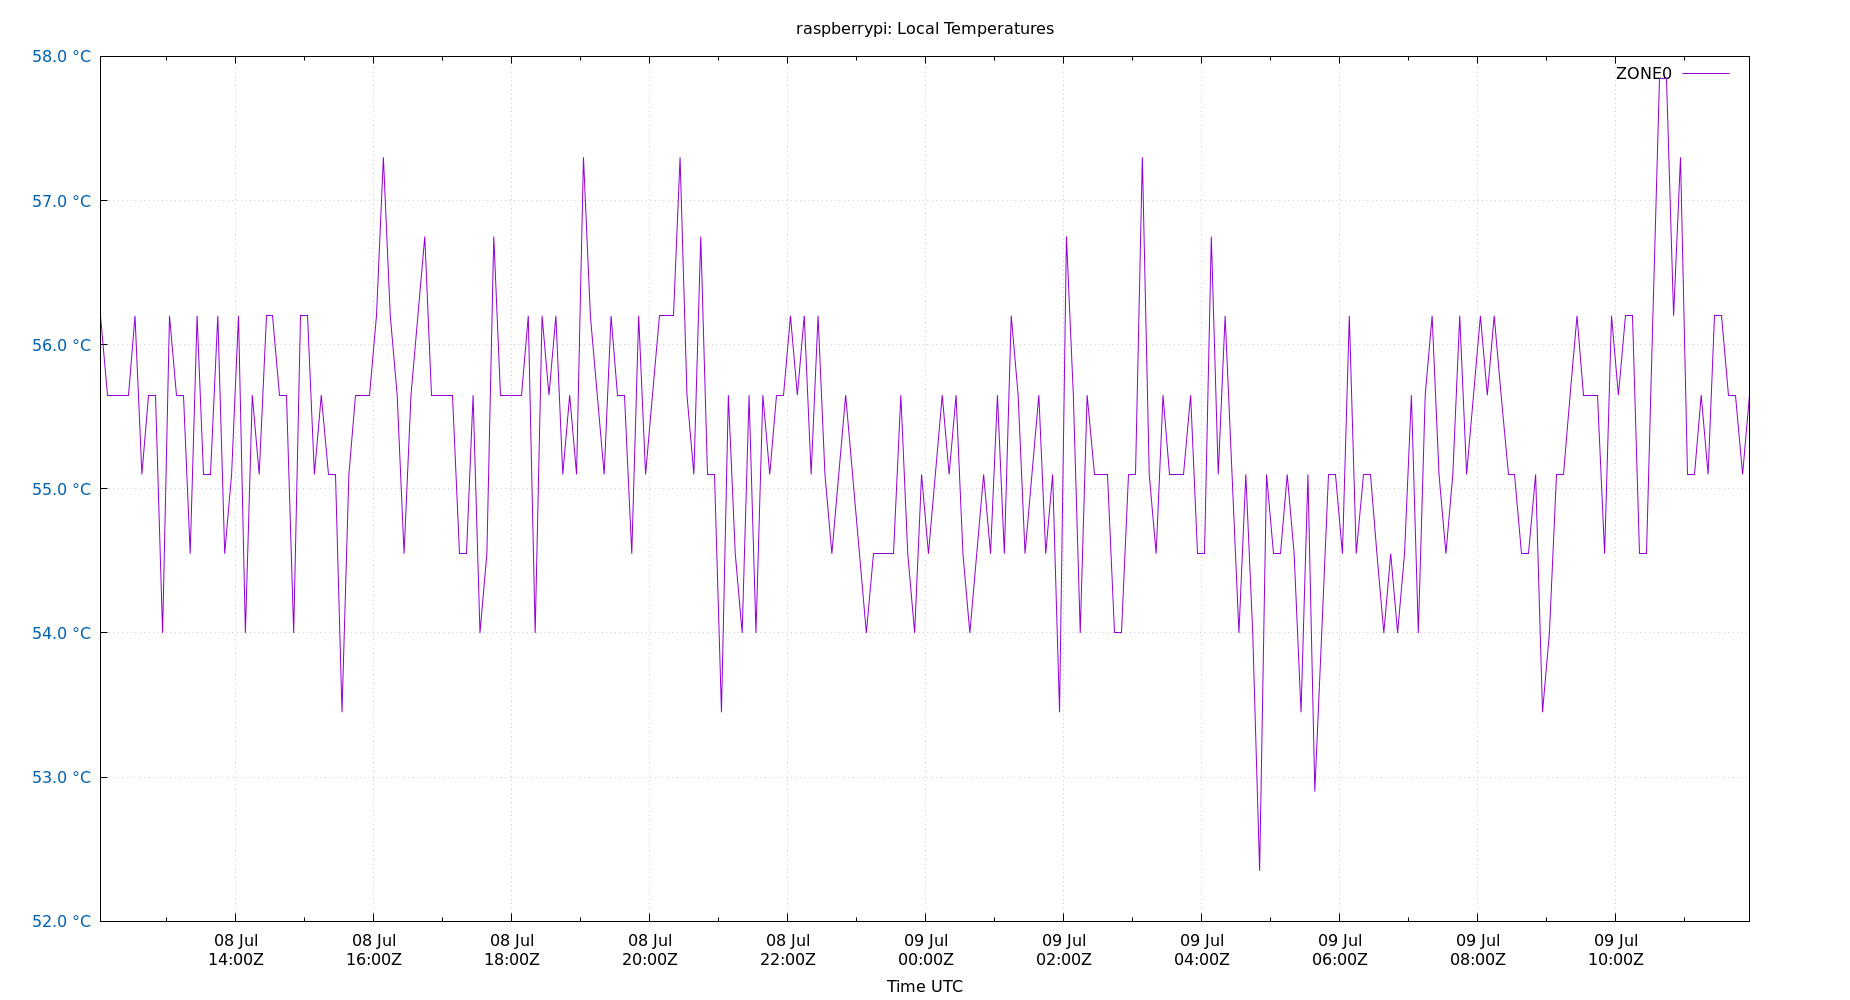 raspberrypi: Local Temperatures
58.0 °C
57.0 °C
56.0 °C
55.0 °C
54.0 °C
53.0 °C
52.0 °C
ZONE0
08 Jul 08 Jul 08 Jul 08 Jul 08 Jul 09 Jul 09 Jul 09 Jul 09 Jul 09 Jul 09 Jul
14:00Z 16:00Z 18:00Z 20:00Z 22:00Z 00:00Z 02:00Z 04:00Z 06:00Z 08:00Z 10:00Z
Time UTC